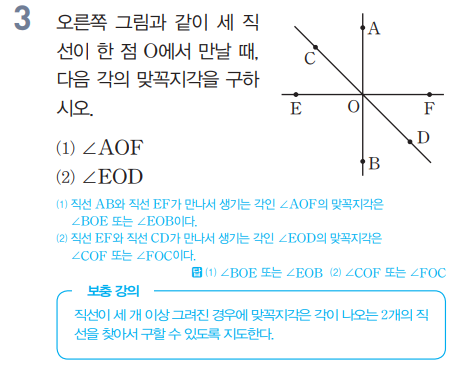 3 오른쪽 그림과 같이 세 직
선이 한 점 O에서 만날 때,
다음 각의 맞꼭지각을 구하
시오.
A
C
E
O
F
D
B
(1) ∠AOF
(2) ∠EOD
(1) 직선 AB와 직선 EF가 만나서 생기는 각인 ∠AOF의 맞꼭지각은
∠BOE 또는 ∠EOB이다.
(2) 직선 EF와 직선 CD가 만나서 생기는 각인 ∠EOD의 맞꼭지각은
∠COF 또는 ∠FOC이다.
답 (1) ∠BOE 또는 ∠EOB (2) ∠COF 또는 ∠FOC
보충 강의
직선이 세 개 이상 그려진 경우에 맞꼭지각은 각이 나오는 2개의 직
선을 찾아서 구할 수 있도록 지도한다.